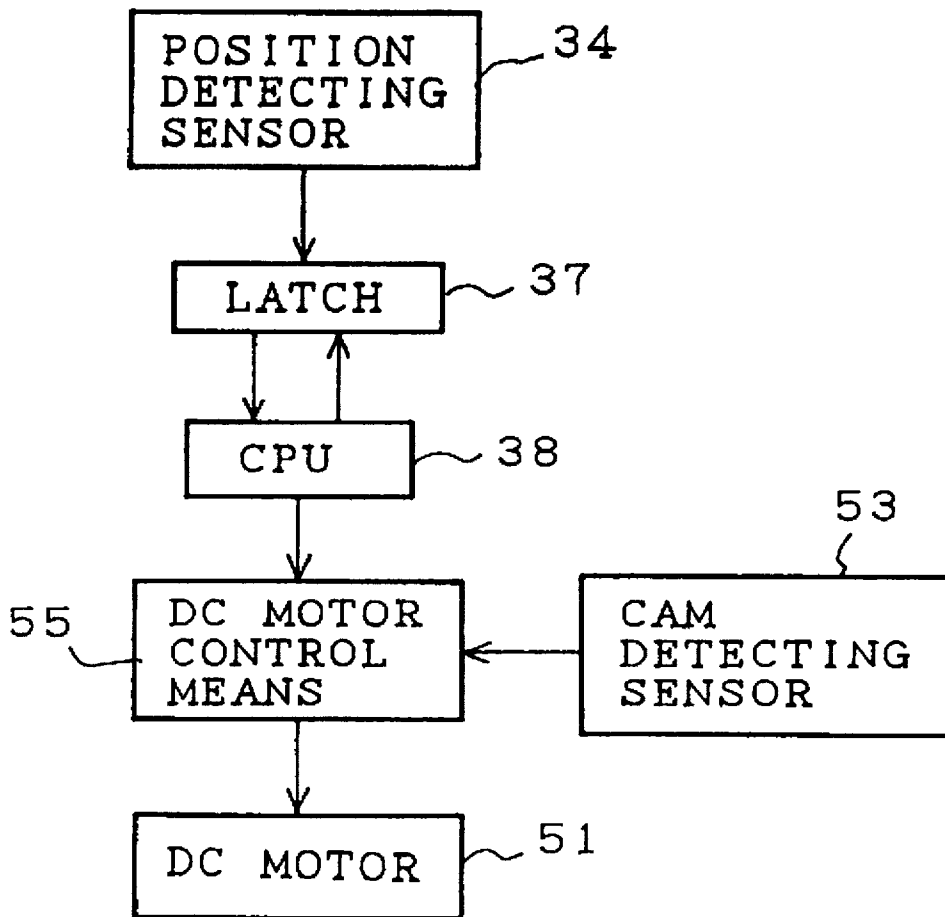 POSITION
DETECTING
SENSOR
34
LATCH
37
CPU
38
53
55
DC MOTOR
CONTROL
MEANS
CAM
DETECTING
SENSOR
DC MOTOR
51